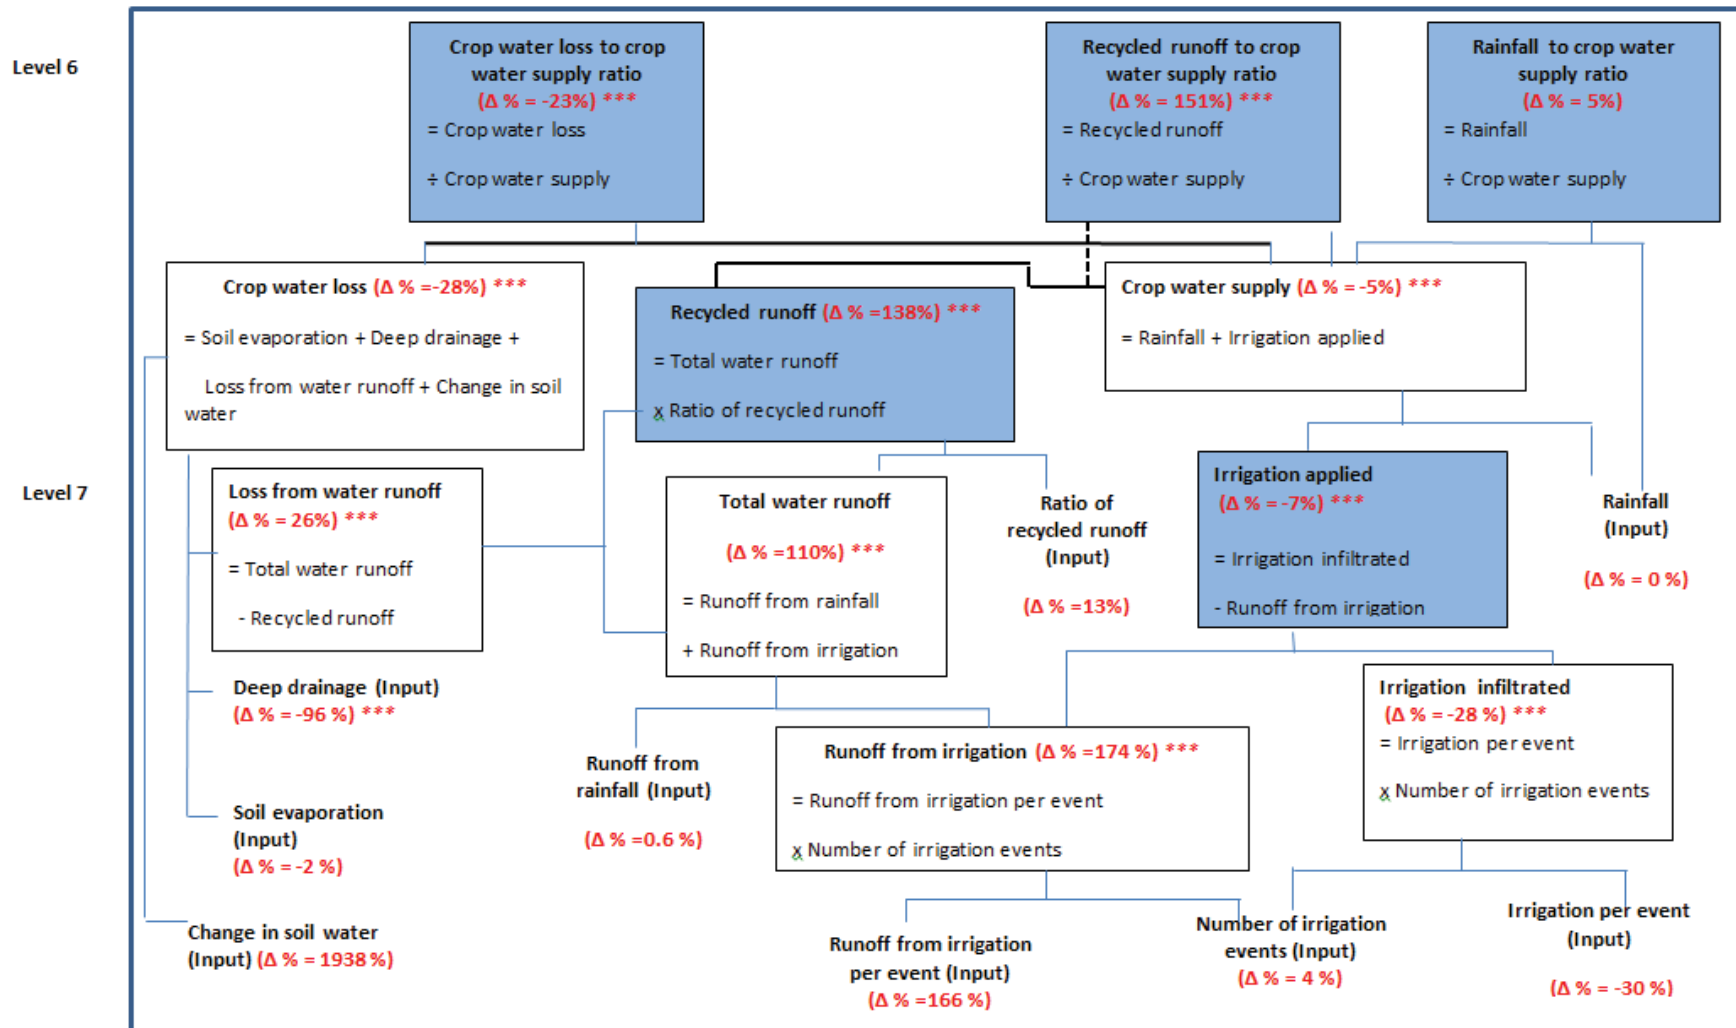 Level 6
Crop water loss to crop
water supply ratio
(Δ % = -23%) ***
= Crop water loss
÷ Crop water supply
Recycled runoff to crop
water supply ratio
(Δ % = 151%) ***
= Recycled runoff
÷ Crop water supply
Rainfall to crop water
supply ratio
(Δ % = 5%)
= Rainfall
÷ Crop water supply
Crop water loss (Δ % =-28%) ***
= Soil evaporation + Deep drainage +
Loss from water runoff + Change in soil
water
Recycled runoff (Δ % =138%) ***
= Total water runoff
x Ratio of recycled runoff
Crop water supply (Δ % = -5%) ***
= Rainfall + Irrigation applied
Level 7
Loss from water runoff
(Δ % = 26%) ***
= Total water runoff
- Recycled runoff
Total water runoff
(Δ % =110%) ***
= Runoff from rainfall
+ Runoff from irrigation
Ratio of
recycled runoff
(Input)
(Δ % =13%)
Irrigation applied
(Δ % = -7%) ***
= Irrigation infiltrated
- Runoff from irrigation
Rainfall
(Input)
(Δ % = 0 %)
Deep drainage (Input)
(Δ % = -96 %) ***
Runoff from
rainfall (Input)
(Δ % =0.6 %)
Runoff from irrigation (Δ % =174 %) ***
= Runoff from irrigation per event
x Number of irrigation events
Irrigation infiltrated
(Δ % = -28 %) ***
= Irrigation per event
x Number of irrigation events
Soil evaporation
(Input)
(Δ % = -2 %)
Change in soil water
(Input) (Δ % = 1938 %)
Runoff from irrigation
per event (Input)
(Δ % =166 %)
Number of irrigation
events (Input)
(Δ % = 4 %)
Irrigation per event
(Input)
(Δ % = -30 %)